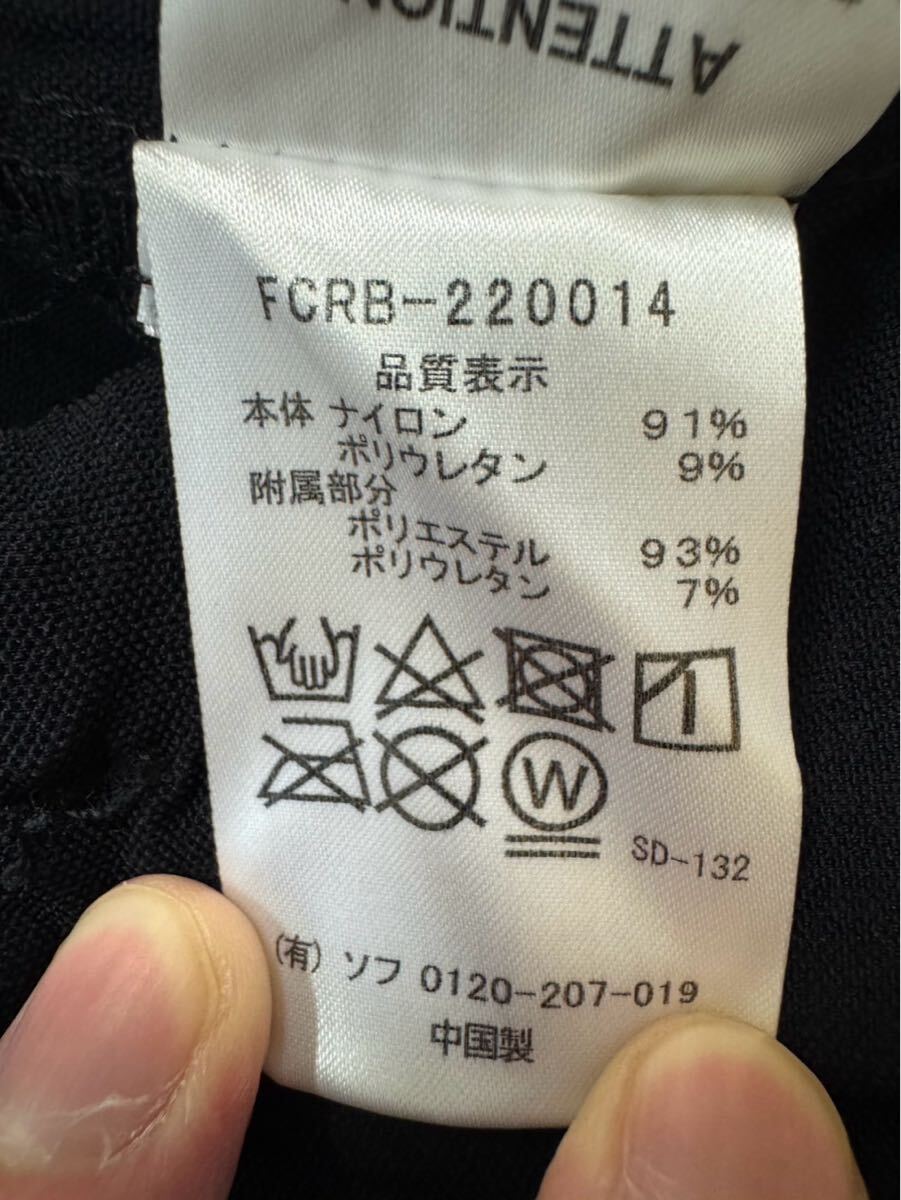 ATTENTION
FCRB-220014
品質表示
本体 ナイロン 91%
ポリウレタン 9%
附属部分
ポリエステル 93%
ポリウレタン 7%
W
SD-132
(有) ソフ 0120-207-019
中国製